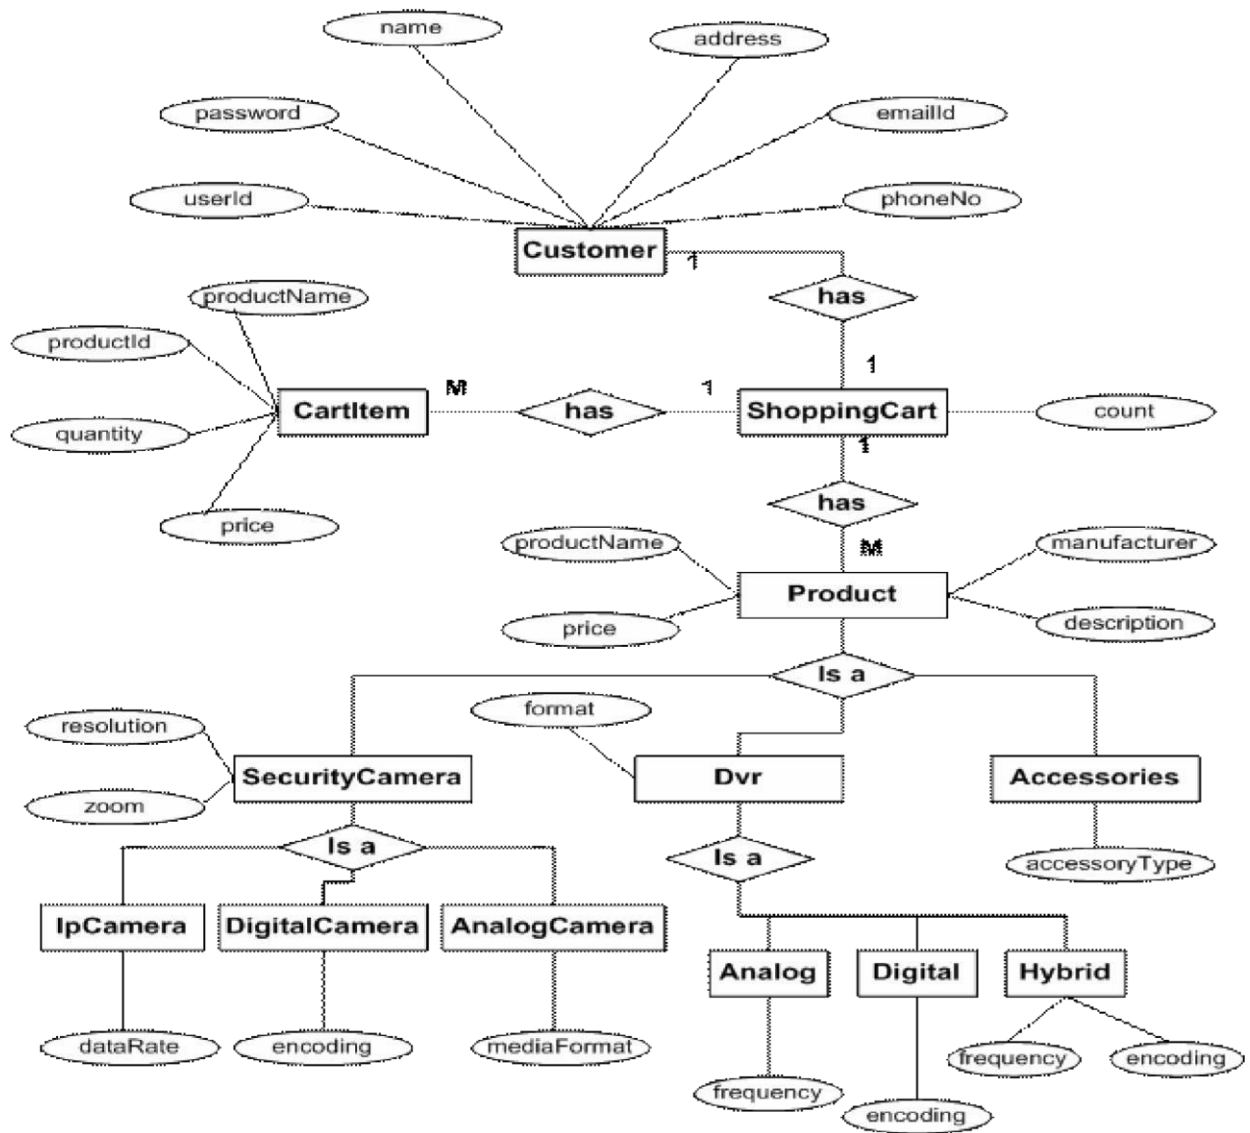 name
address
password
emailId
userId
phoneNo
Customer
1
productName
has
productId
1
M
1
CartItem
has
ShoppingCart
count
quantity
1
has
price
productName
M
manufacturer
Product
price
description
Is a
format
resolution
SecurityCamera
Dvr
Accessories
zoom
Is a
Is a
accessoryType
IpCamera
DigitalCamera
AnalogCamera
Analog
Digital
Hybrid
dataRate
encoding
mediaFormat
frequency
encoding
frequency
encoding